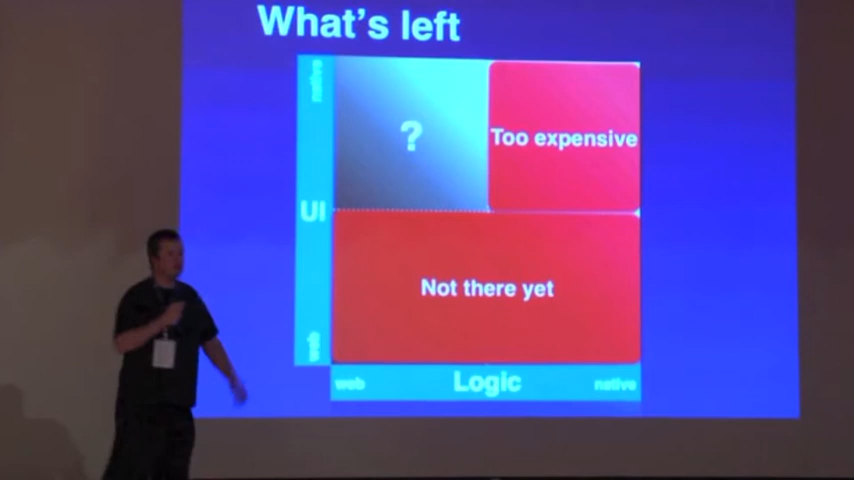 What's left
native
?
Too expensive
UI
Not there yet
web
web
Logic
native